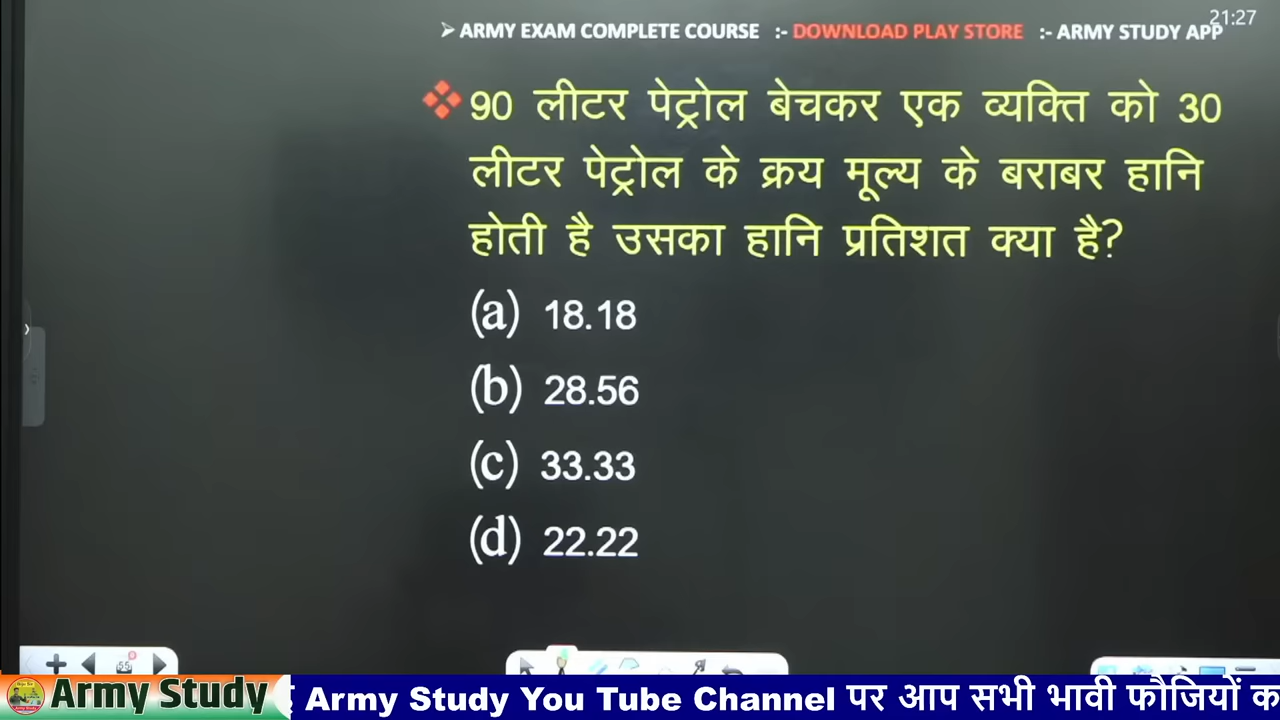 21:27
➢ ARMY EXAM COMPLETE COURSE :- DOWNLOAD PLAY STORE :- ARMY STUDY APP
❖ 90 लीटर पेट्रोल बेचकर एक व्यक्ति को 30
लीटर पेट्रोल के क्रय मूल्य के बराबर हानि
होती है उसका हानि प्रतिशत क्या है?
(a) 18.18
(b) 28.56
(c) 33.33
(d) 22.22
55
Army Study
Army Study You Tube Channel पर आप सभी भावी फौजियों क